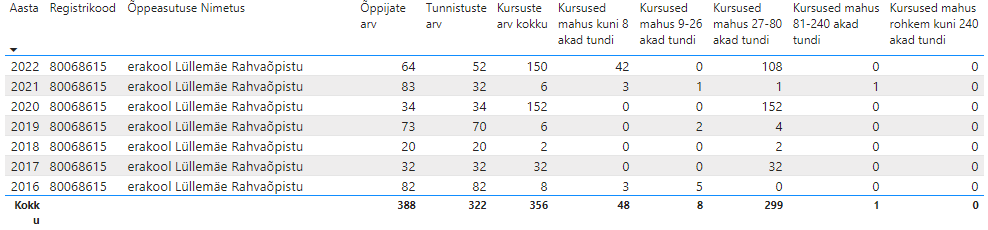 Aasta Registrikood Õppeasutuse Nimetus Õppijate arv Tunnistuste arv Kursuste arv kokku Kursused mahus kuni 8 akad tundi Kursused mahus 9-26 akad tundi Kursused mahus 27-80 akad tundi Kursused mahus 81-240 akad tundi Kursused mahus rohkem kuni 240 akad tundi
2022 80068615 erakool Lüllemäe Rahvaõpistu 64 52 150 42 0 108 0 0
2021 80068615 erakool Lüllemäe Rahvaõpistu 83 32 6 3 1 1 1 0
2020 80068615 erakool Lüllemäe Rahvaõpistu 34 34 152 0 0 152 0 0
2019 80068615 erakool Lüllemäe Rahvaõpistu 73 70 6 0 2 4 0 0
2018 80068615 erakool Lüllemäe Rahvaõpistu 20 20 2 0 0 2 0 0
2017 80068615 erakool Lüllemäe Rahvaõpistu 32 32 32 0 0 32 0 0
2016 80068615 erakool Lüllemäe Rahvaõpistu 82 82 8 3 5 0 0 0
Kokku 388 322 356 48 8 299 1 0